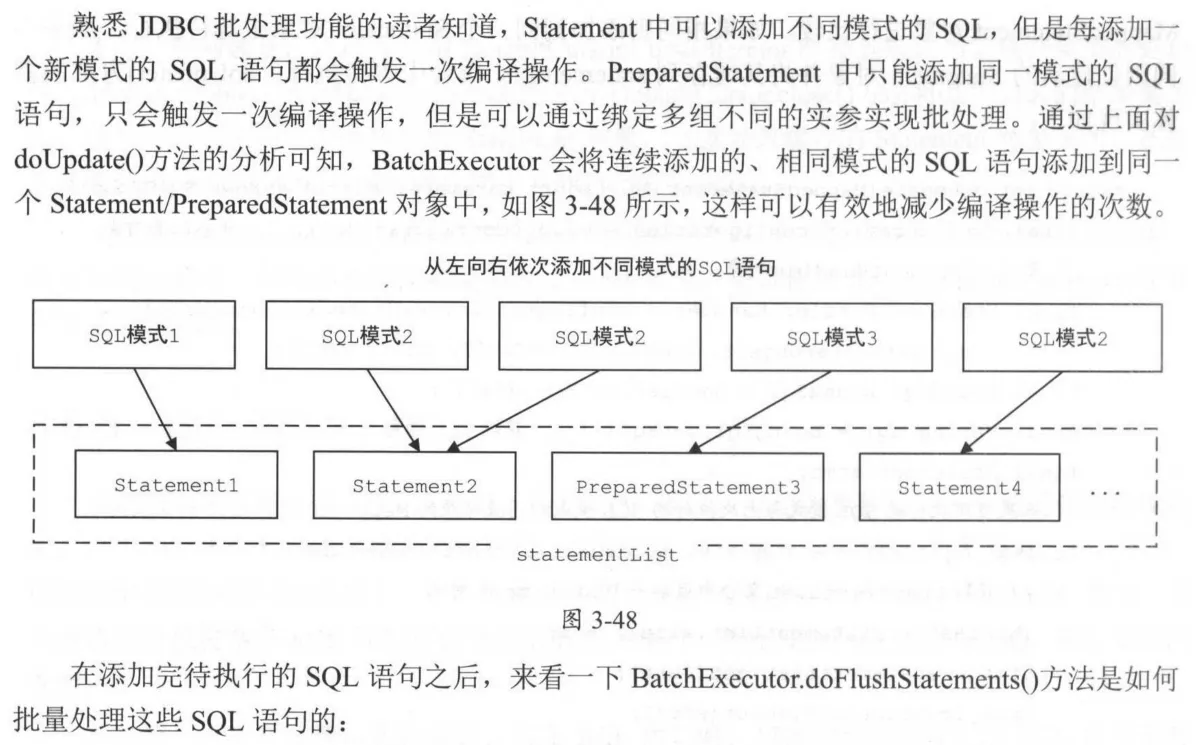 熟悉 JDBC 批处理功能的读者知道，Statement 中可以添加不同模式的 SQL，但是每添加一
个新模式的 SQL 语句都会触发一次编译操作。PreparedStatement 中只能添加同一模式的 SQL
语句，只会触发一次编译操作，但是可以通过绑定多组不同的实参实现批处理。通过上面对
doUpdate()方法的分析可知，BatchExecutor 会将连续添加的、相同模式的 SQL 语句添加到同一
个 Statement/PreparedStatement 对象中，如图 3-48 所示，这样可以有效地减少编译操作的次数。
从左向右依次添加不同模式的SQL语句
SQL模式1
SQL模式2
SQL模式2
SQL模式3
SQL模式2
Statement1
Statement2
PreparedStatement3
Statement4
...
statementList
图 3-48
在添加完待执行的 SQL 语句之后，来看一下 BatchExecutor.doFlushStatements()方法是如何
批量处理这些 SQL 语句的：